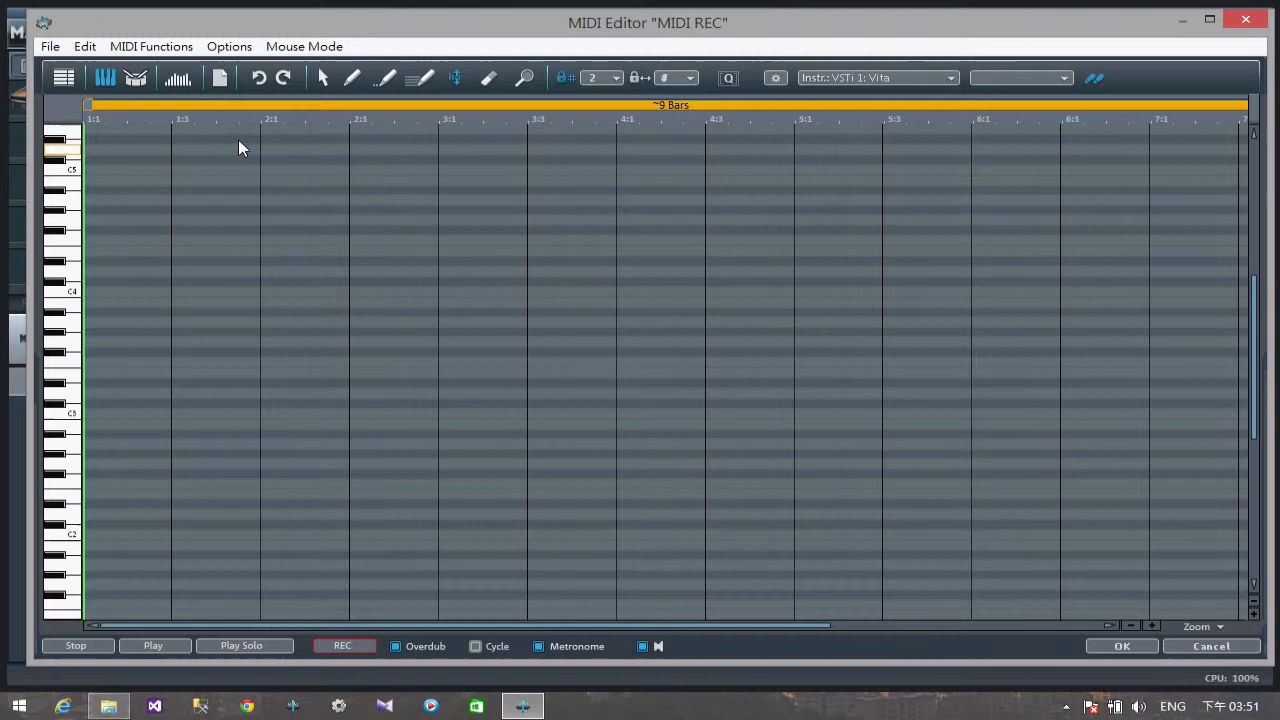 MIDI Editor "MIDI REC"
File Edit MIDI Functions Options Mouse Mode
2 # Q Instr.: VSTi 1: Vita
~9 Bars
1:1 1:3 2:1 2:3 3:1 3:3 4:1 4:3 5:1 5:3 6:1 6:3 7:1 7
C5
C4
C3
C2
Zoom
Stop Play Play Solo REC Overdub Cycle Metronome OK Cancel
CPU: 100%
ENG 下午 03:51